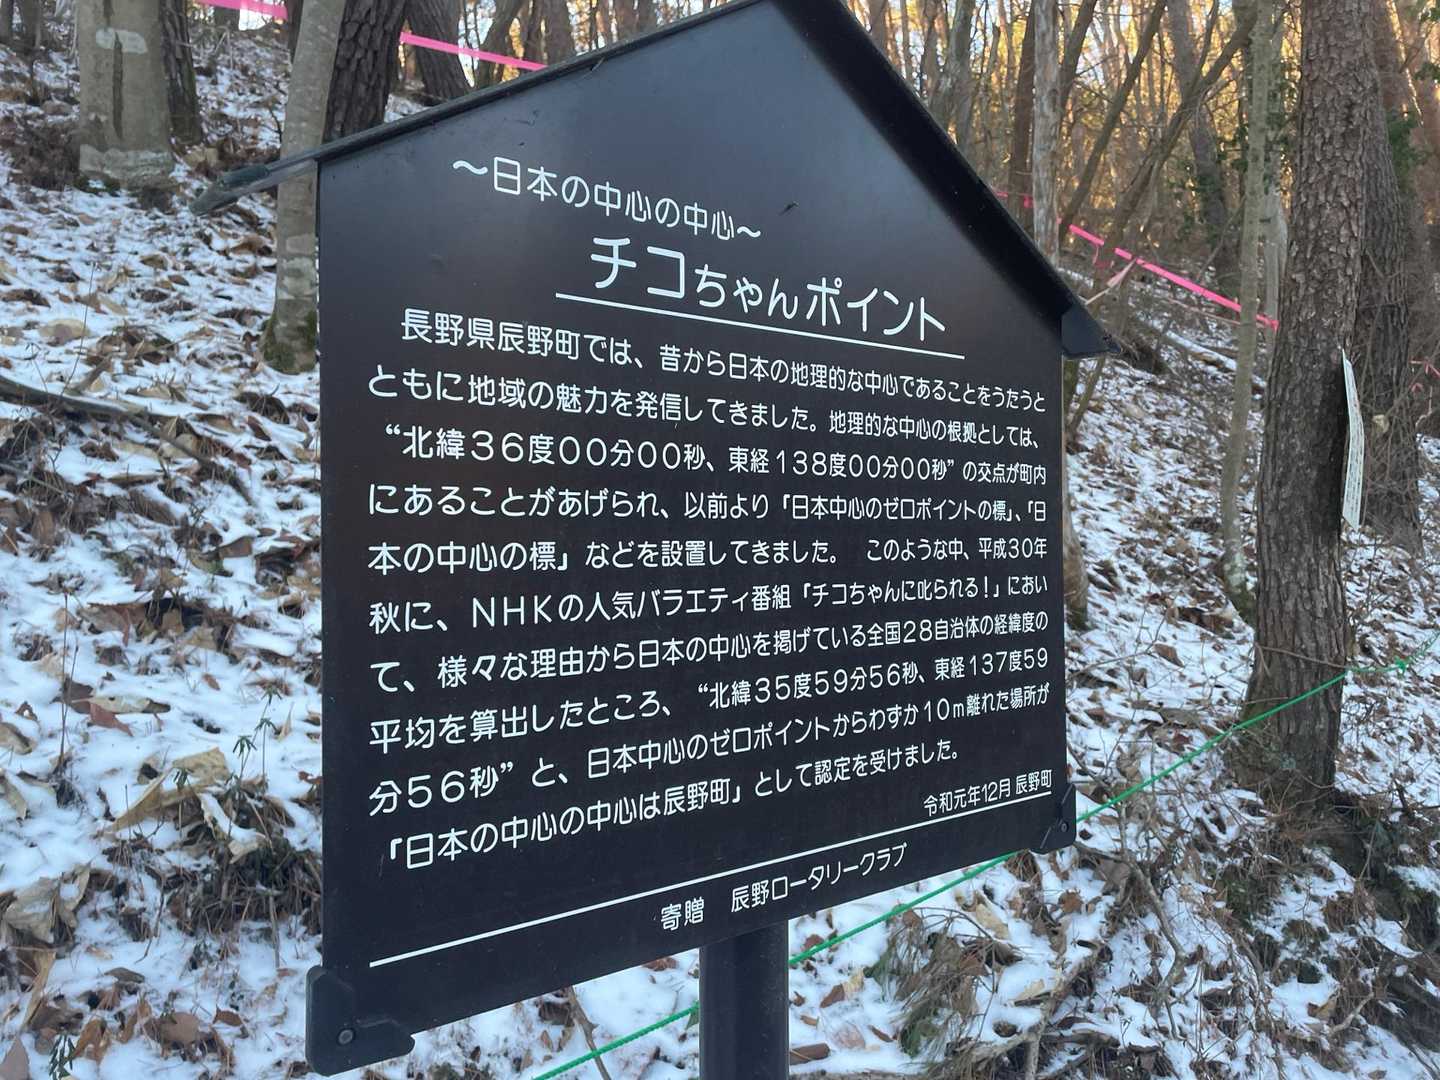 ～日本の中心の中心～
チコちゃんポイント
長野県辰野町では、昔から日本の地理的な中心であることをうたうと
ともに地域の魅力を発信してきました。地理的な中心の根拠としては、
“北緯36度00分00秒、東経138度00分00秒”の交点が町内
にあることがあげられ、以前より「日本中心のゼロポイントの標」、「日
本の中心の標」などを設置してきました。　このような中、平成30年
秋に、NHKの人気バラエティ番組「チコちゃんに叱られる！」におい
て、様々な理由から日本の中心を掲げている全国28自治体の経緯度の
平均を算出したところ、“北緯35度59分56秒、東経137度59
分56秒”と、日本中心のゼロポイントからわずか10m離れた場所が
「日本の中心の中心は辰野町」として認定を受けました。
令和元年12月 辰野町
寄贈　辰野ロータリークラブ